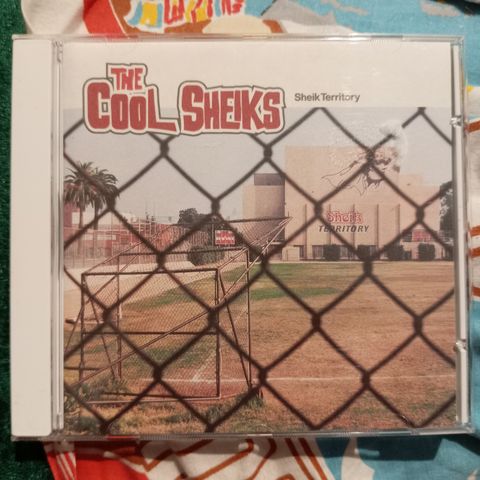 THE
COOL SHEIKS
Sheik Territory
Sheik
TERRITORY